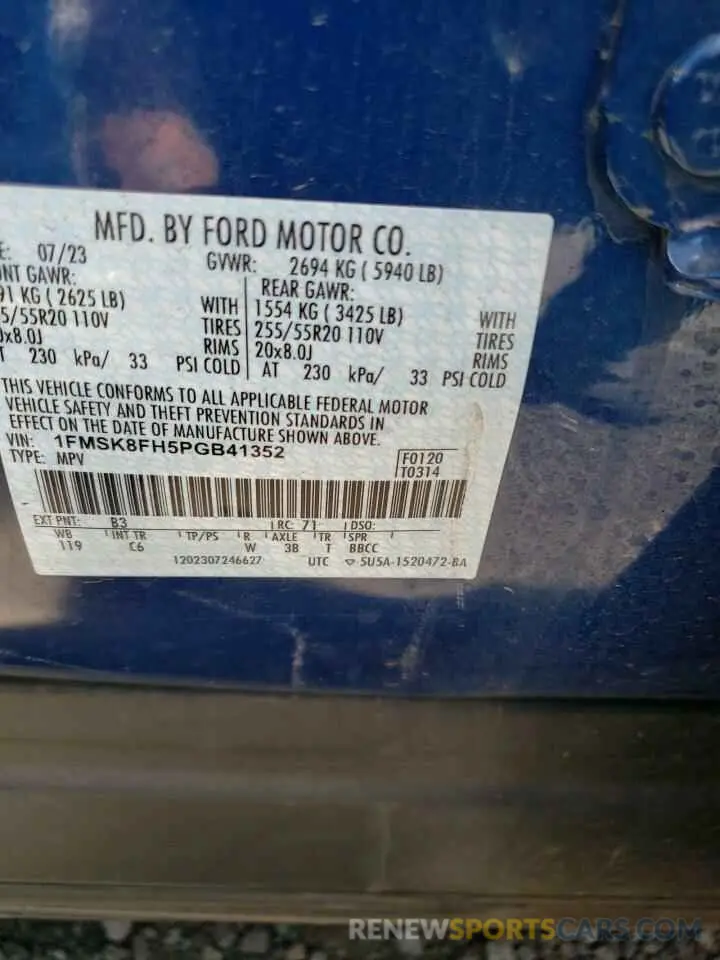 MFD. BY FORD MOTOR CO.
07/23 GVWR: 2694 KG ( 5940 LB)
GAWR: REAR GAWR:
KG ( 2625 LB) WITH 1554 KG ( 3425 LB) WITH
5/55R20 110V TIRES 255/55R20 110V TIRES
x8.0J RIMS 20x8.0J RIMS
AT 230 kPa/ 33 PSI COLD AT 230 kPa/ 33 PSI COLD
THIS VEHICLE CONFORMS TO ALL APPLICABLE FEDERAL MOTOR
VEHICLE SAFETY AND THEFT PREVENTION STANDARDS IN
EFFECT ON THE DATE OF MANUFACTURE SHOWN ABOVE.
VIN: 1FMSK8FH5PGB41352
TYPE: MPV
F0120
T0314
EXT PNT: B3 RC: 71 DSO:
WB INT TR TP/PS R AXLE TR SPR
119 C6 W 3B T BBCC
1202307246627 UTC 5U5A-1520472-BA
RENEWSPORTSCARS.COM